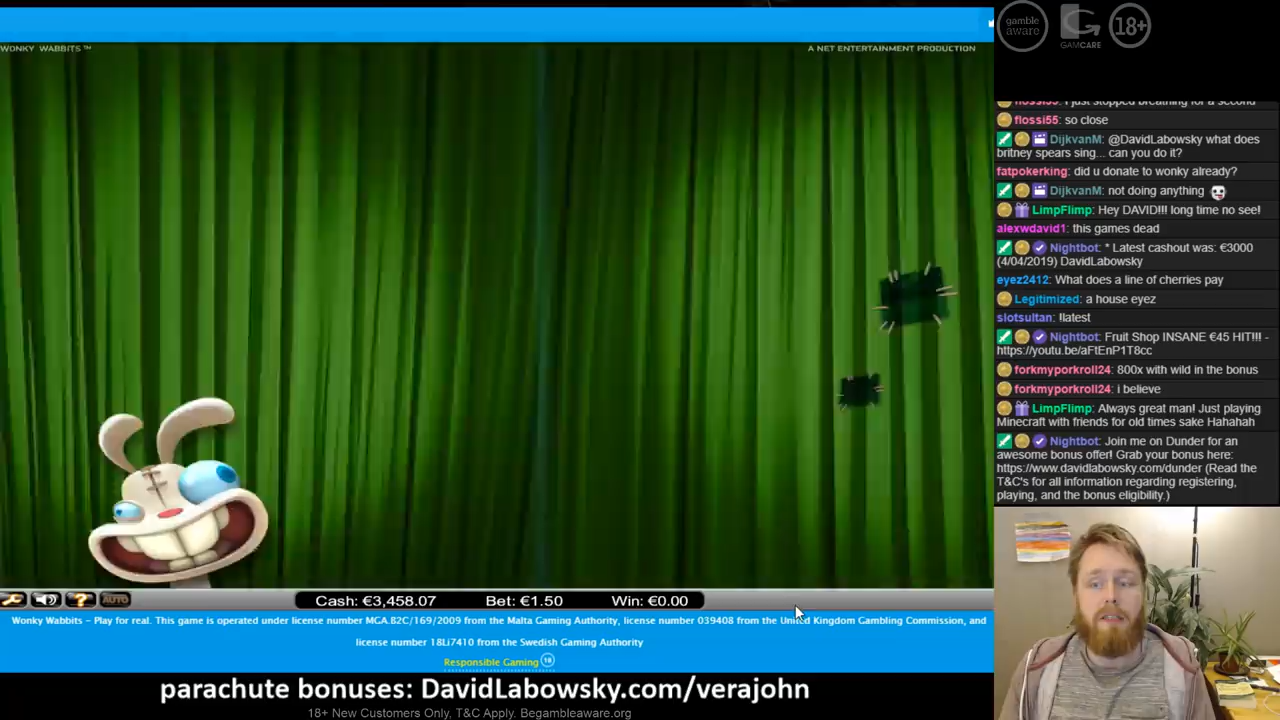 WONKY WABBITS ™
A NET ENTERTAINMENT PRODUCTION
gamble
aware
GAMCARE
18+
flossi55: I just stopped breathing for a second
flossi55: so close
DijkvanM: @DavidLabowsky what does
britney spears sing... can you do it?
fatpokerking: did u donate to wonky already?
DijkvanM: not doing anything
LimpFlimp: Hey DAVID!!! long time no see!
alexwdavid1: this games dead
Nightbot: * Latest cashout was: €3000
(4/04/2019) DavidLabowsky
eyez2412: What does a line of cherries pay
Legitimized: a house eyez
slotsultan: !latest
Nightbot: Fruit Shop INSANE €45 HIT!!! -
https://youtu.be/aFtEnP1T8cc
forkmyporkroll24: 800x with wild in the bonus
forkmyporkroll24: i believe
LimpFlimp: Always great man! Just playing
Minecraft with friends for old times sake Hahahah
Nightbot: Join me on Dunder for an
awesome bonus offer! Grab your bonus here:
https://www.davidlabowsky.com/dunder (Read the
T&C's for all information regarding registering,
playing, and the bonus eligibility.)
AUTO
Cash: €3,458.07 Bet: €1.50 Win: €0.00
Wonky Wabbits - Play for real. This game is operated under license number MGA.B2C/169/2009 from the Malta Gaming Authority, license number 039408 from the United Kingdom Gambling Commission, and
license number 18Li7410 from the Swedish Gaming Authority
Responsible Gaming 18
parachute bonuses: DavidLabowsky.com/verajohn
18+ New Customers Only, T&C Apply. Begambleaware.org